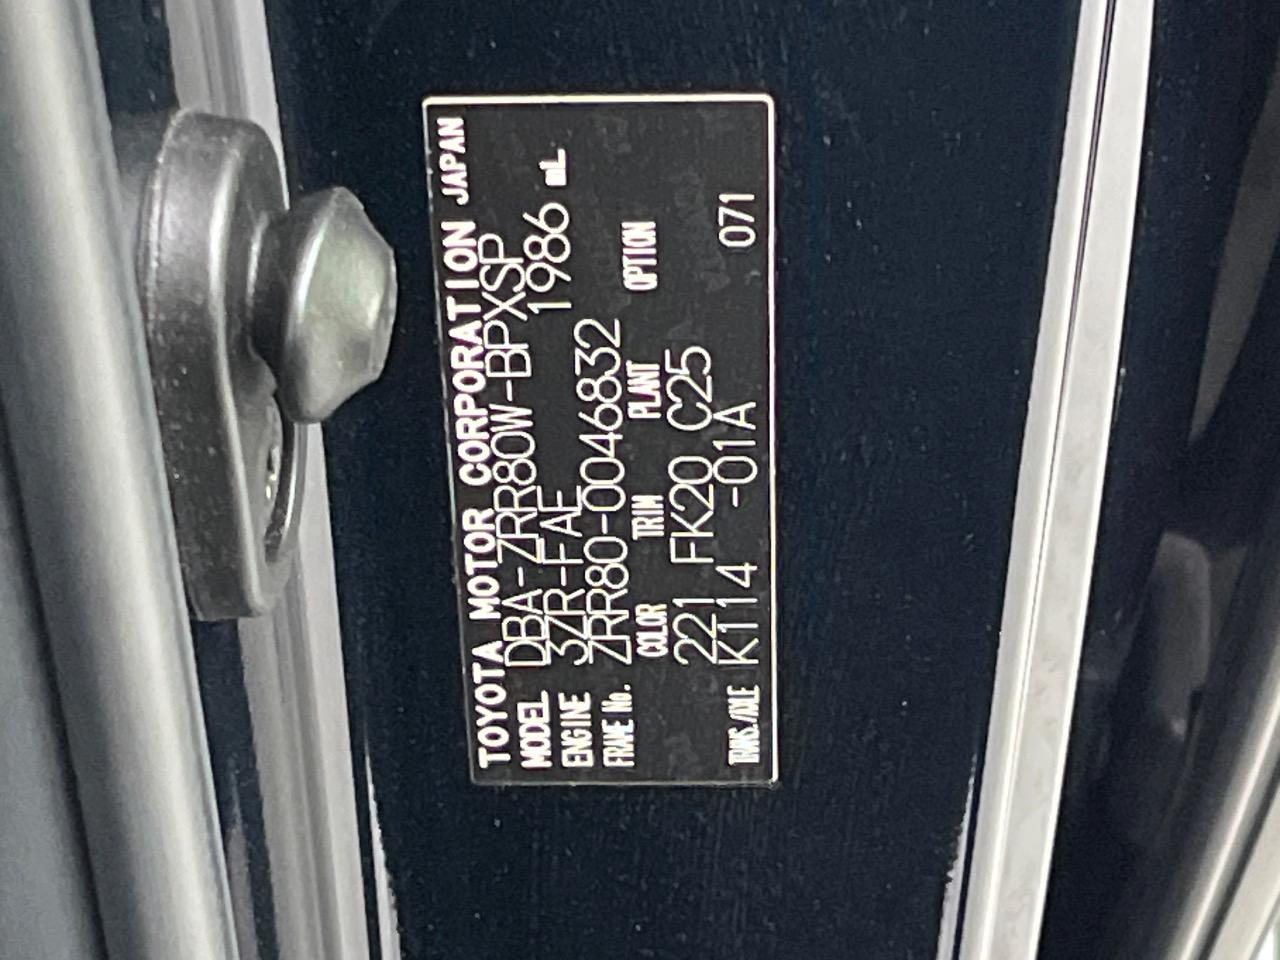 TOYOTA MOTOR CORPORATION JAPAN
MODEL DBA-ZRR80W-BPXSP
ENGINE 3ZR-FAE 1986 mL
FRAME No. ZRR80-0046832
COLOR TRIM PLANT OPTION
221 FK20 C25
TRANS./AXLE K114 -01A 071